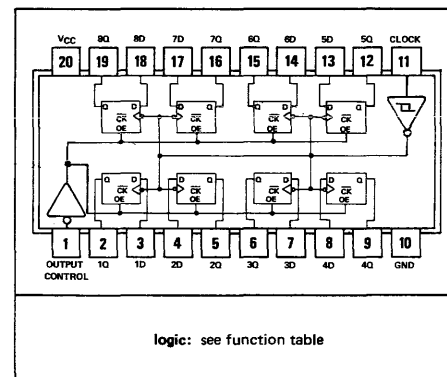 VCC 8Q 8D 7D 7Q 6Q 6D 5D 5Q CLOCK
20 19 18 17 16 15 14 13 12 11
Q D D Q Q D D Q
CK CK CK CK
OE OE OE OE
Q D D Q Q D D Q
CK CK CK CK
OE OE OE OE
1 2 3 4 5 6 7 8 9 10
OUTPUT CONTROL 1Q 1D 2D 2Q 3Q 3D 4D 4Q GND
logic: see function table